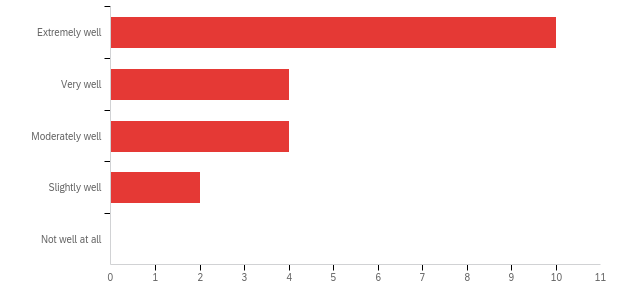 Extremely well
Very well
Moderately well
Slightly well
Not well at all
0 1 2 3 4 5 6 7 8 9 10 11